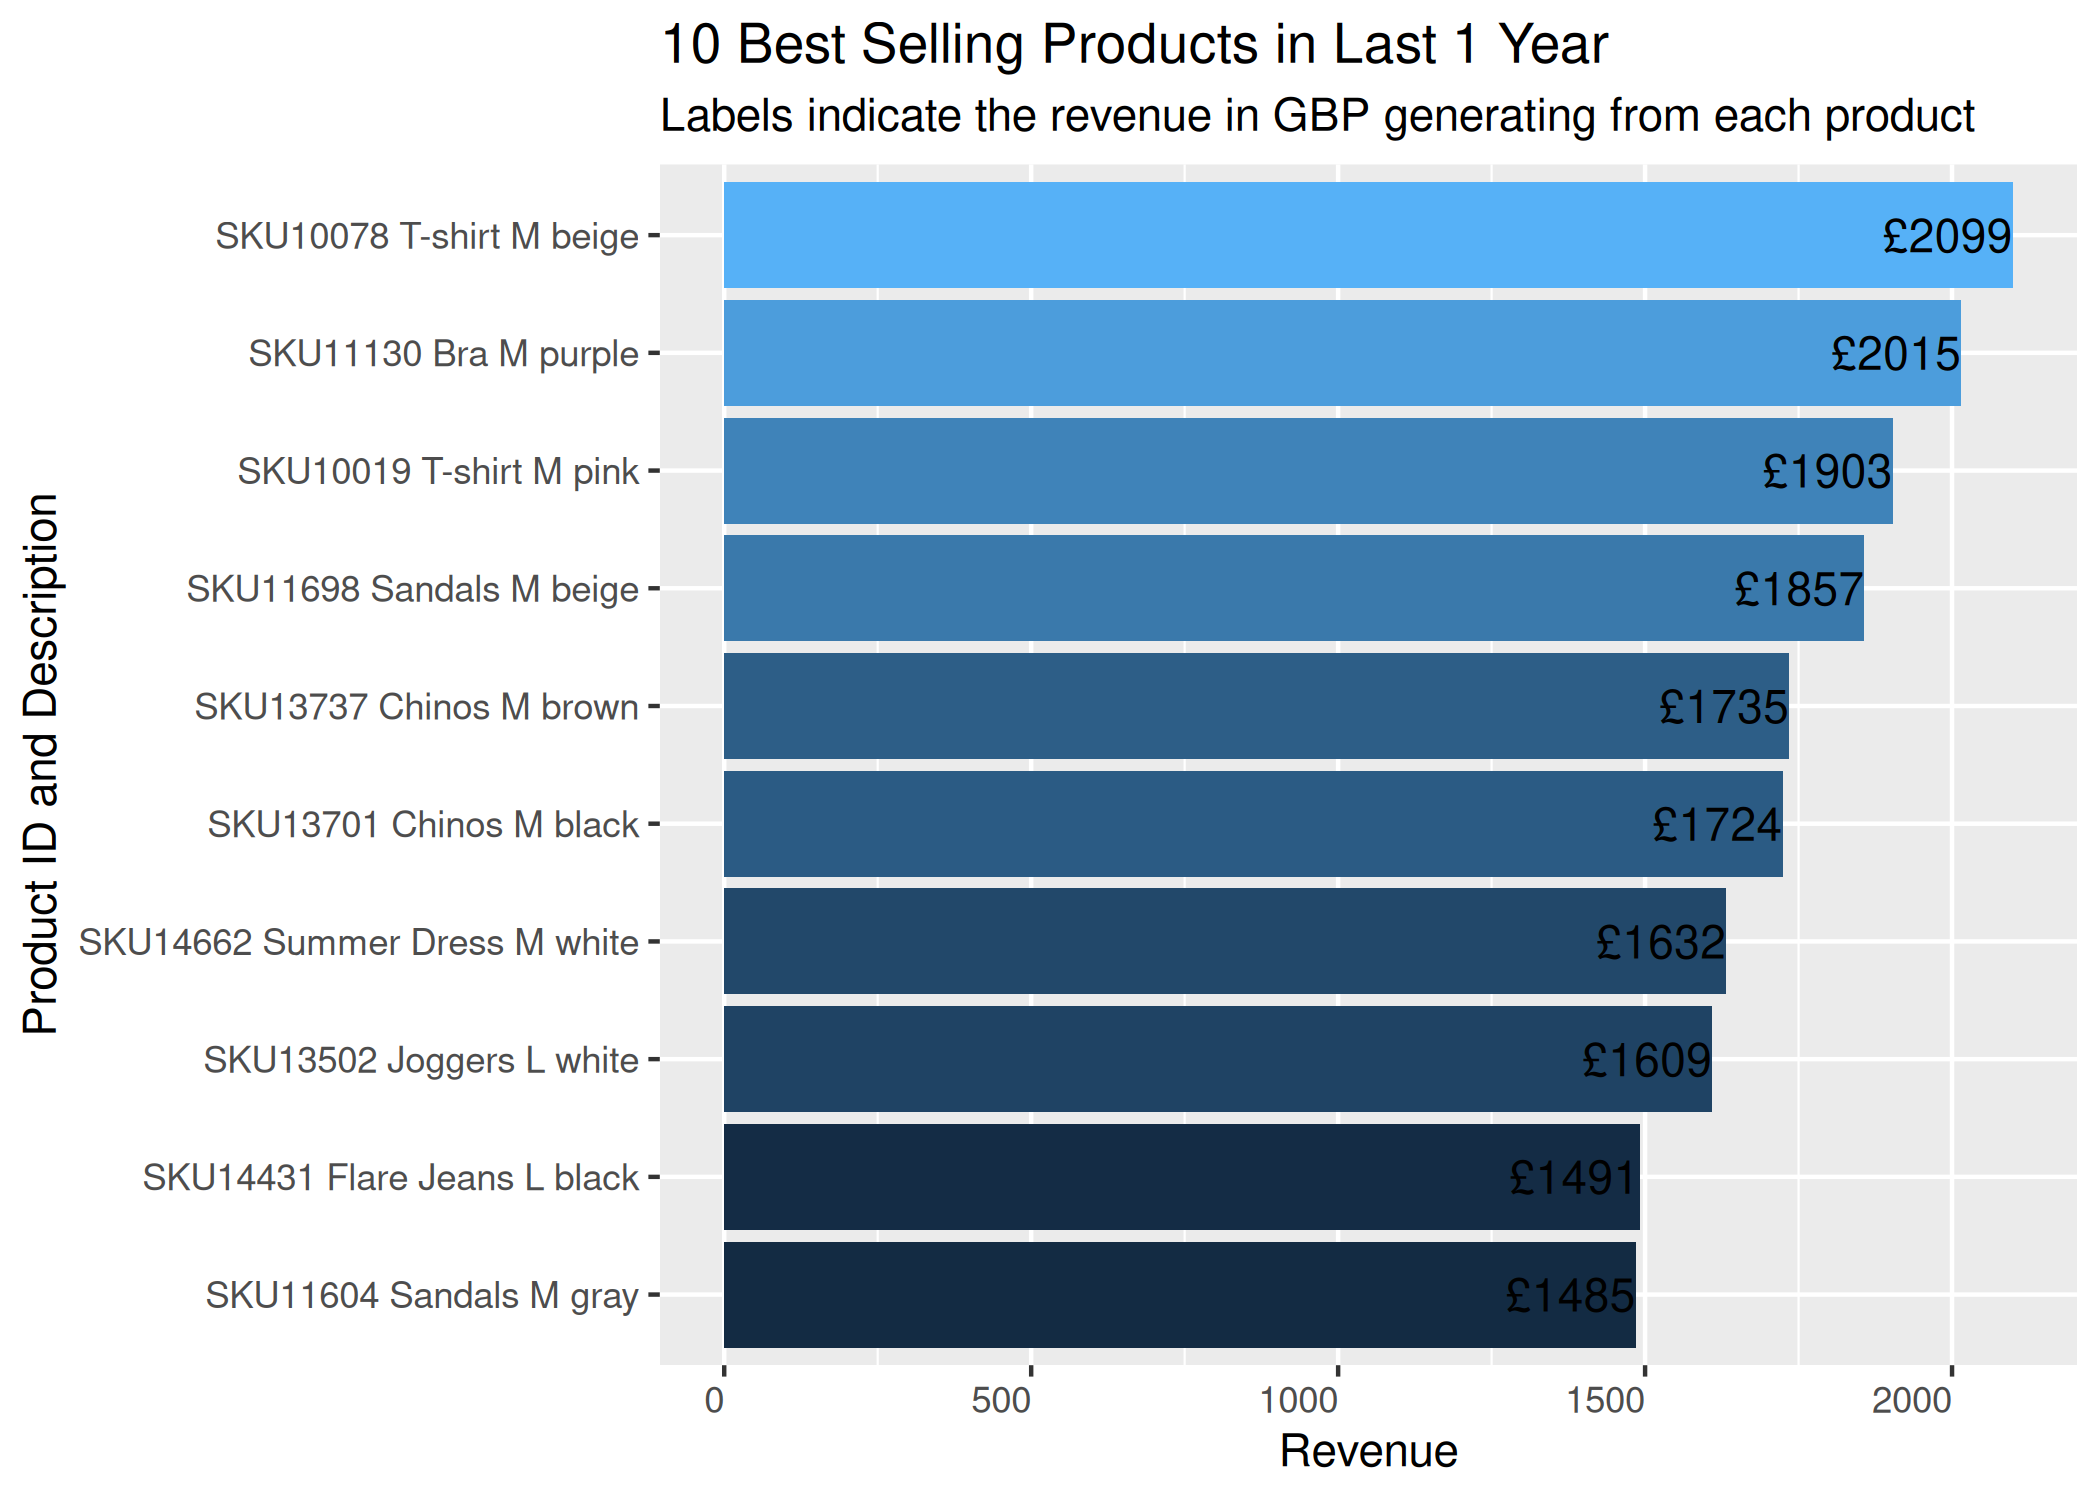 10 Best Selling Products in Last 1 Year
Labels indicate the revenue in GBP generating from each product
Product ID and Description
SKU10078 T-shirt M beige
£2099
SKU11130 Bra M purple
£2015
SKU10019 T-shirt M pink
£1903
SKU11698 Sandals M beige
£1857
SKU13737 Chinos M brown
£1735
SKU13701 Chinos M black
£1724
SKU14662 Summer Dress M white
£1632
SKU13502 Joggers L white
£1609
SKU14431 Flare Jeans L black
£1491
SKU11604 Sandals M gray
£1485
0 500 1000 1500 2000
Revenue